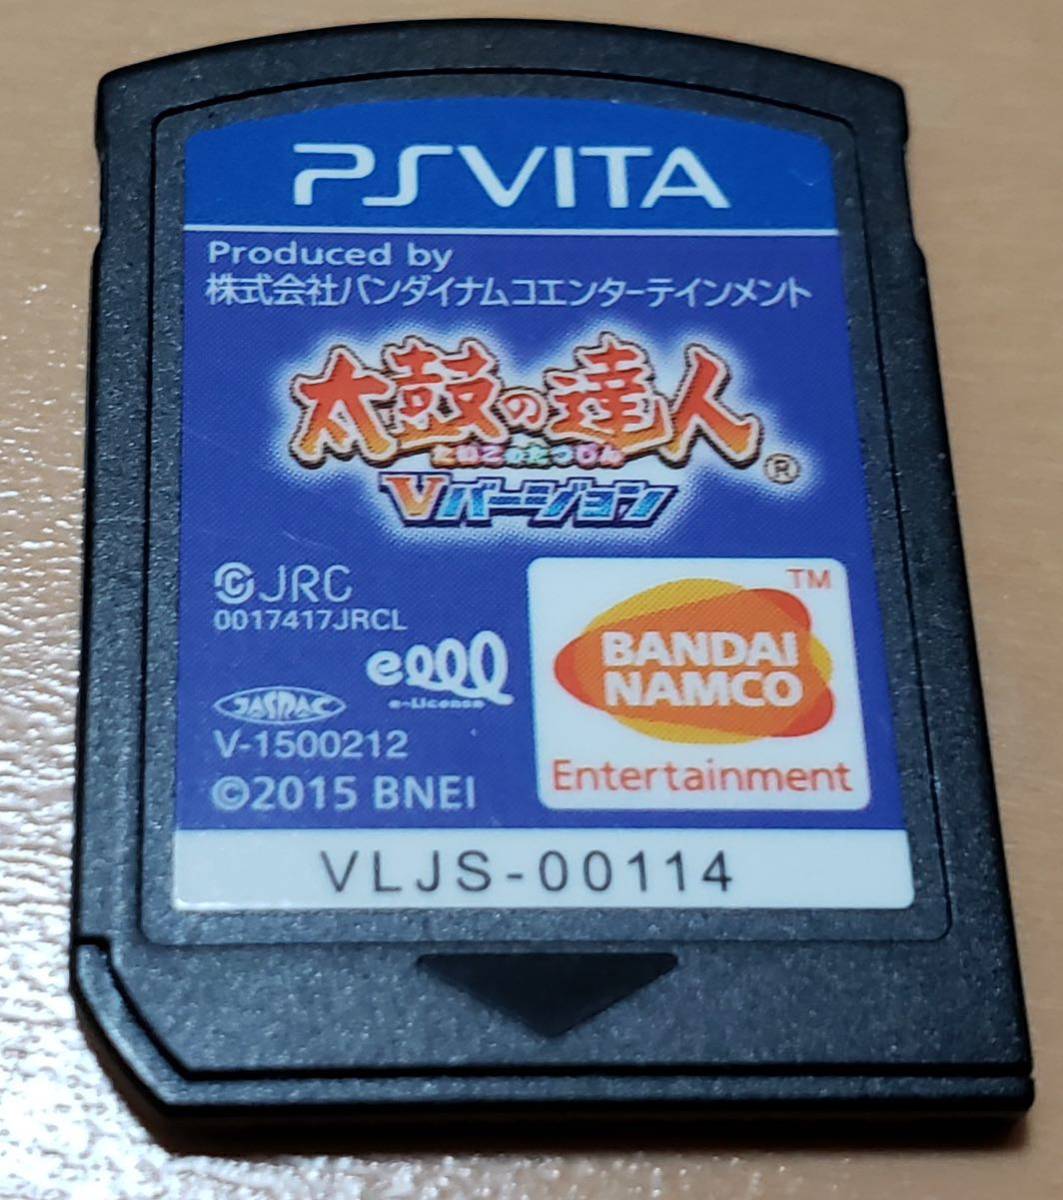 PSVITA
Produced by
株式会社バンダイナムコエンターテインメント
太鼓の達人
たいこのたつじん
®
Vバージョン
JRC
0017417JRCL
elll
e-License
JASRAC
V-1500212
©2015 BNEI
TM
BANDAI
NAMCO
Entertainment
VLJS-00114